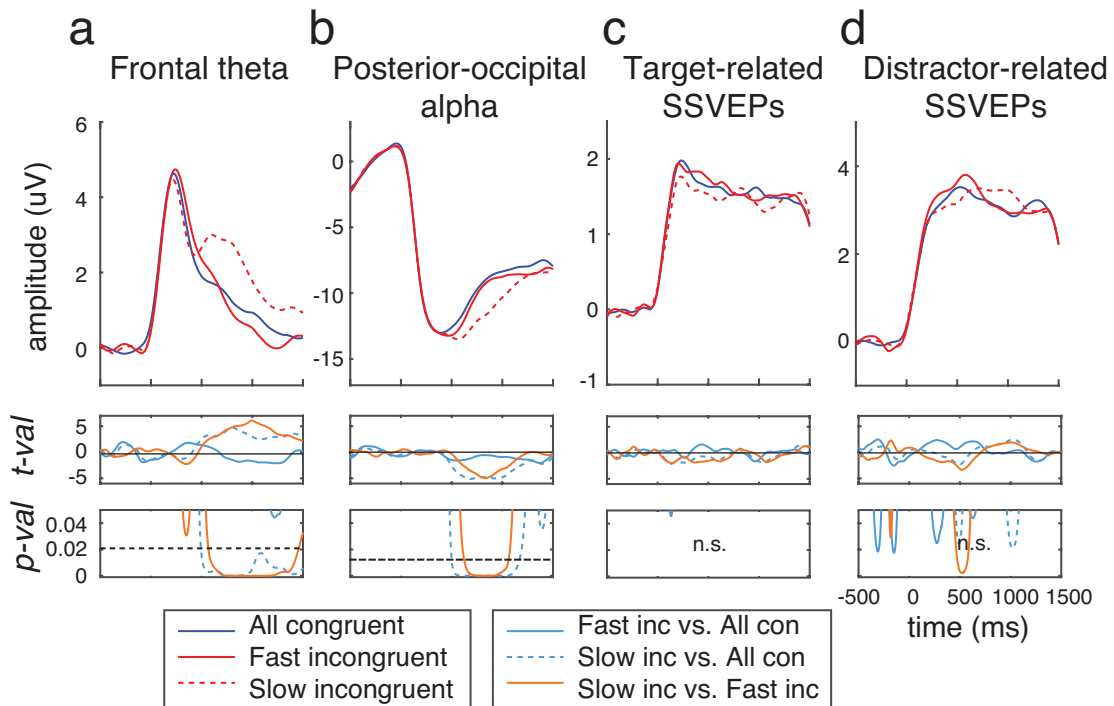 a b c d
Frontal theta
Posterior-occipital
alpha
Target-related
SSVEPs
Distractor-related
SSVEPs
amplitude (uV)
6
4
2
0
0
-5
-10
-15
2
1
0
-1
4
2
0
t-val
5
0
-5
p-val
0.04
0.02
0
n.s.
n.s.
-500 0 500 1000 1500
time (ms)
All congruent
Fast incongruent
Slow incongruent
Fast inc vs. All con
Slow inc vs. All con
Slow inc vs. Fast inc